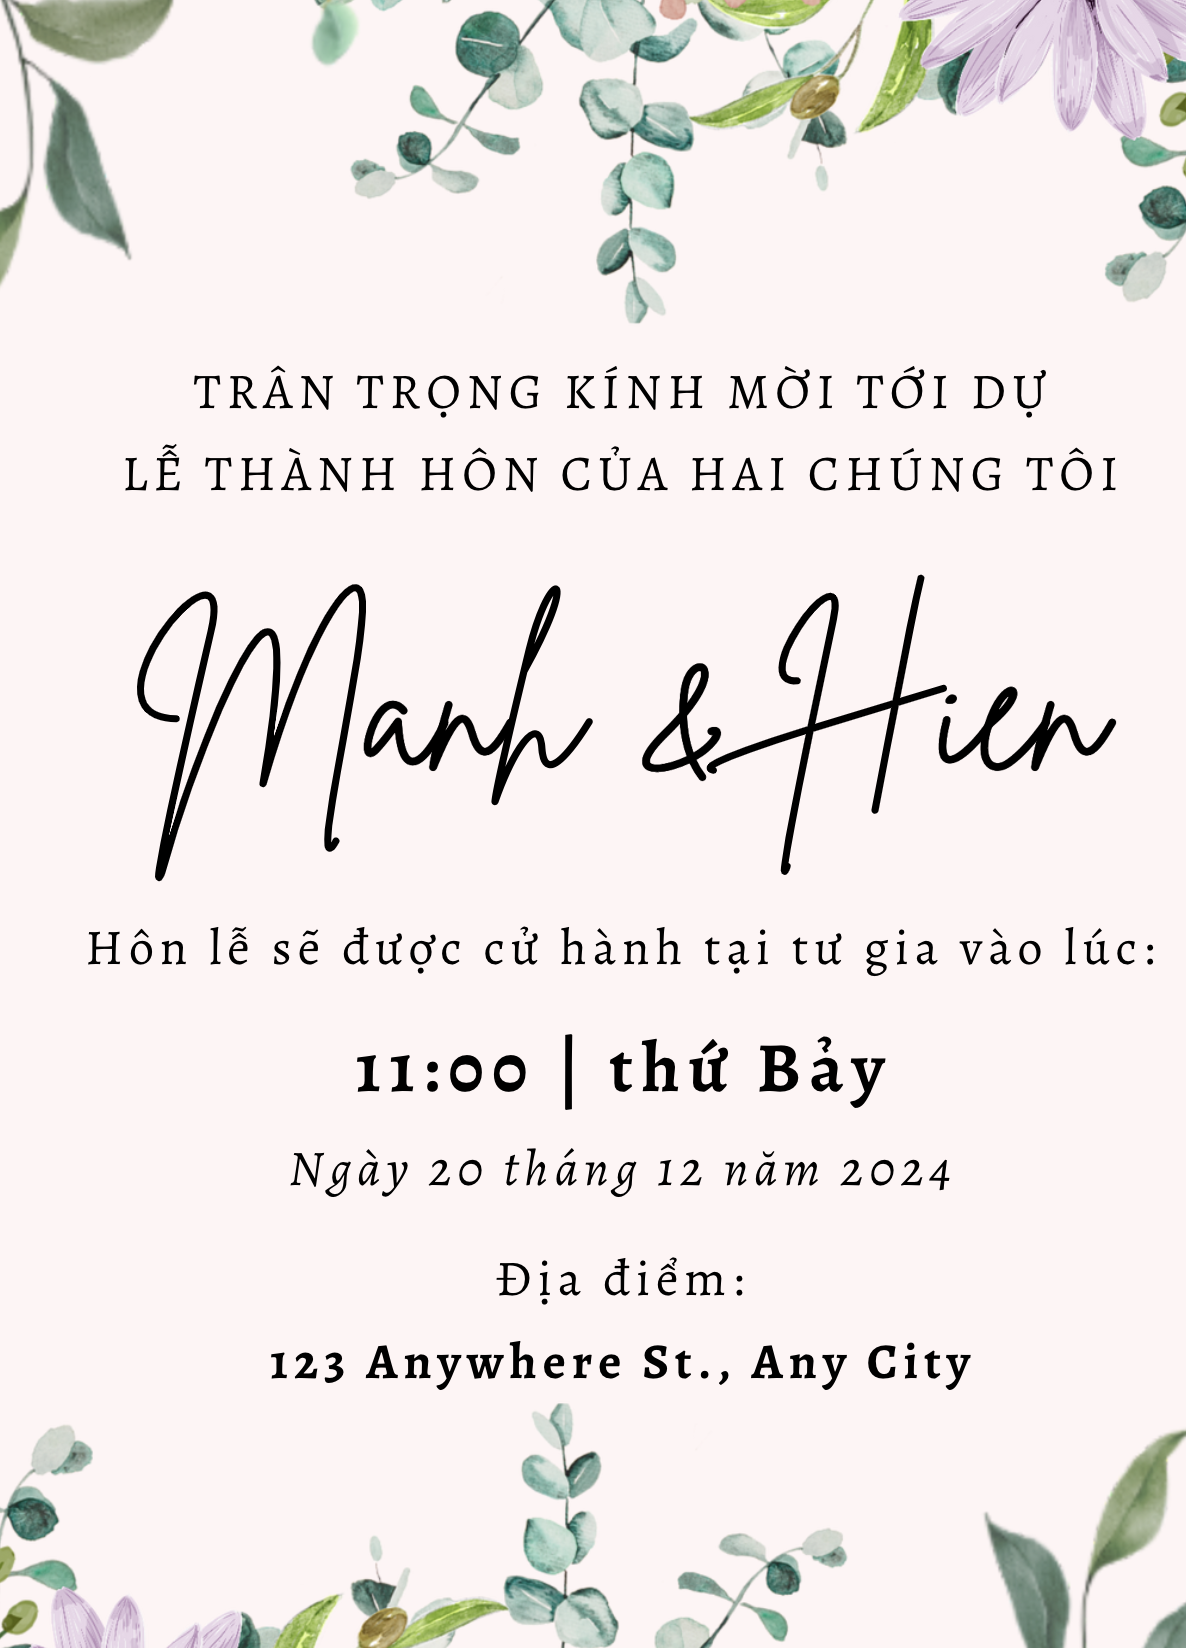 TRÂN TRỌNG KÍNH MỜI TỚI DỰ
LỄ THÀNH HÔN CỦA HAI CHÚNG TÔI
Manh & Hien
Hôn lễ sẽ được cử hành tại tư gia vào lúc:
11:00 | thứ Bảy
Ngày 20 tháng 12 năm 2024
Địa điểm:
123 Anywhere St., Any City